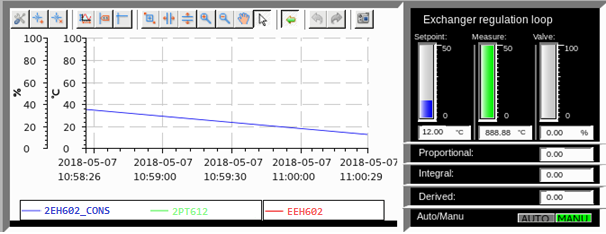 Exchanger regulation loop
Setpoint: Measure: Valve:
100 100 50 50 100
80 80
60 60
% °C
40 40
20 20
0 0 0 0 0
12.00 °C 888.88 °C 0.00 %
2018-05-07 2018-05-07 2018-05-07 2018-05-07 2018-05-07
10:58:26 10:59:00 10:59:30 11:00:00 11:00:29
Proportional: 0.00
Integral: 0.00
Derived: 0.00
2EH602_CONS 2PT612 EEH602
Auto/Manu AUTO MANU